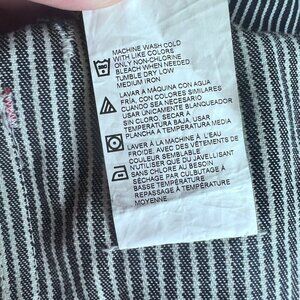 MACHINE WASH COLD
WITH LIKE COLORS
ONLY NON-CHLORINE
BLEACH WHEN NEEDED
TUMBLE DRY LOW
MEDIUM IRON
LAVAR A MÁQUINA CON AGUA
FRÍA, CON COLORES SIMILARES
CUANDO SEA NECESARIO
USAR ÚNICAMENTE BLANQUEADOR
SIN CLORO. SECAR A
TEMPERATURA BAJA, USAR
PLANCHA A TEMPERATURA MEDIA
LAVER À LA MACHINE À L'EAU
FROIDE, AVEC DES VÊTEMENTS DE
COULEUR SEMBLABLE
N'UTILISER QUE DU JAVELLISANT
SANS CHLORE AU BESOIN
SÉCHAGE PAR CULBUTAGE À
BASSE TEMPÉRATURE
REPASSAGE À TEMPÉRATURE
MOYENNE